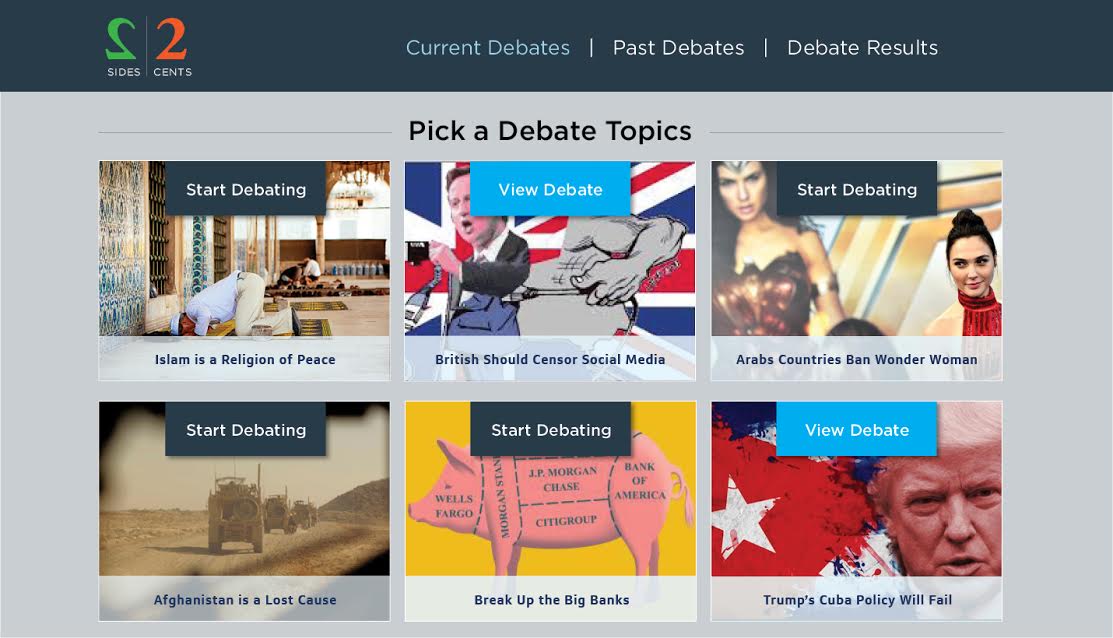 2 2
SIDES CENTS
Current Debates | Past Debates | Debate Results
Pick a Debate Topics
Start Debating
Islam is a Religion of Peace
View Debate
British Should Censor Social Media
Start Debating
Arabs Countries Ban Wonder Woman
Start Debating
Afghanistan is a Lost Cause
Start Debating
WELLS
FARGO
MORGAN STAN
J.P. MORGAN
CHASE
CITIGROUP
BANK
OF
AMERICA
Break Up the Big Banks
View Debate
Trump's Cuba Policy Will Fail